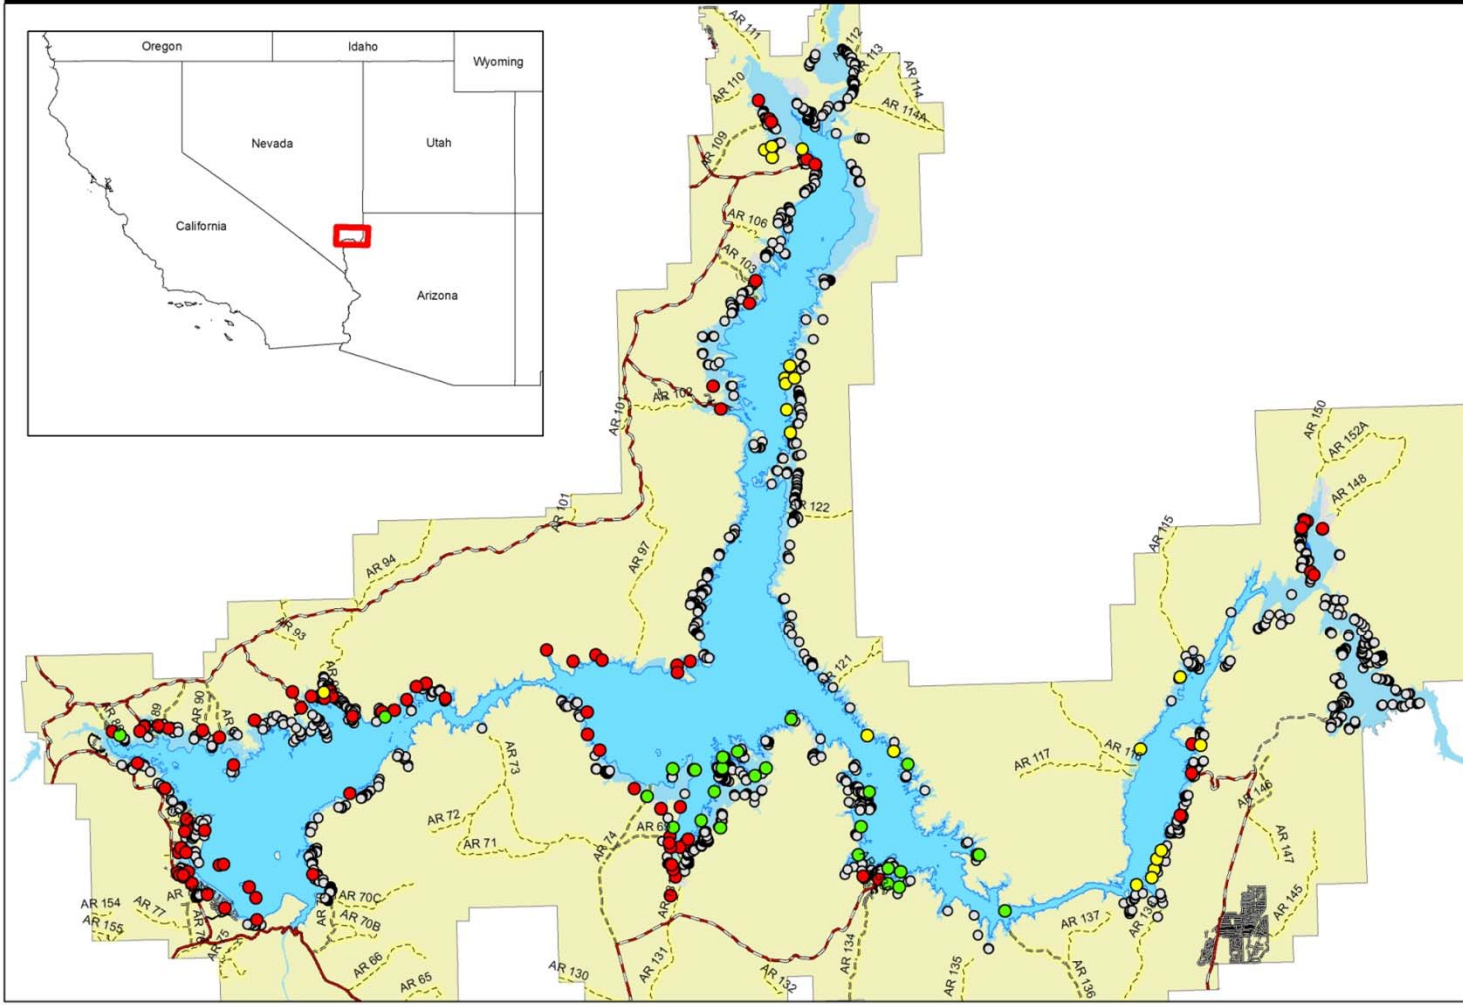 Oregon
Idaho
Wyoming
Nevada
Utah
California
Arizona
AR 111
AR 112
AR 113
AR 114
AR 110
AR 114A
AR 109
AR 106
AR 103
AR 102
AR 101
AR 150
AR 152A
AR 148
AR 101
AR 122
AR 115
AR 97
AR 94
AR 93
AR 121
AR 90
89
AR 117
AR 73
AR 72
AR 74
AR 71
AR 146
AR 147
AR 145
AR 70C
AR 70B
AR 154
AR 155
AR 77
AR 76
AR 75
AR 66
AR 65
AR 137
AR 134
AR 130
AR 131
AR 132
AR 135
AR 136